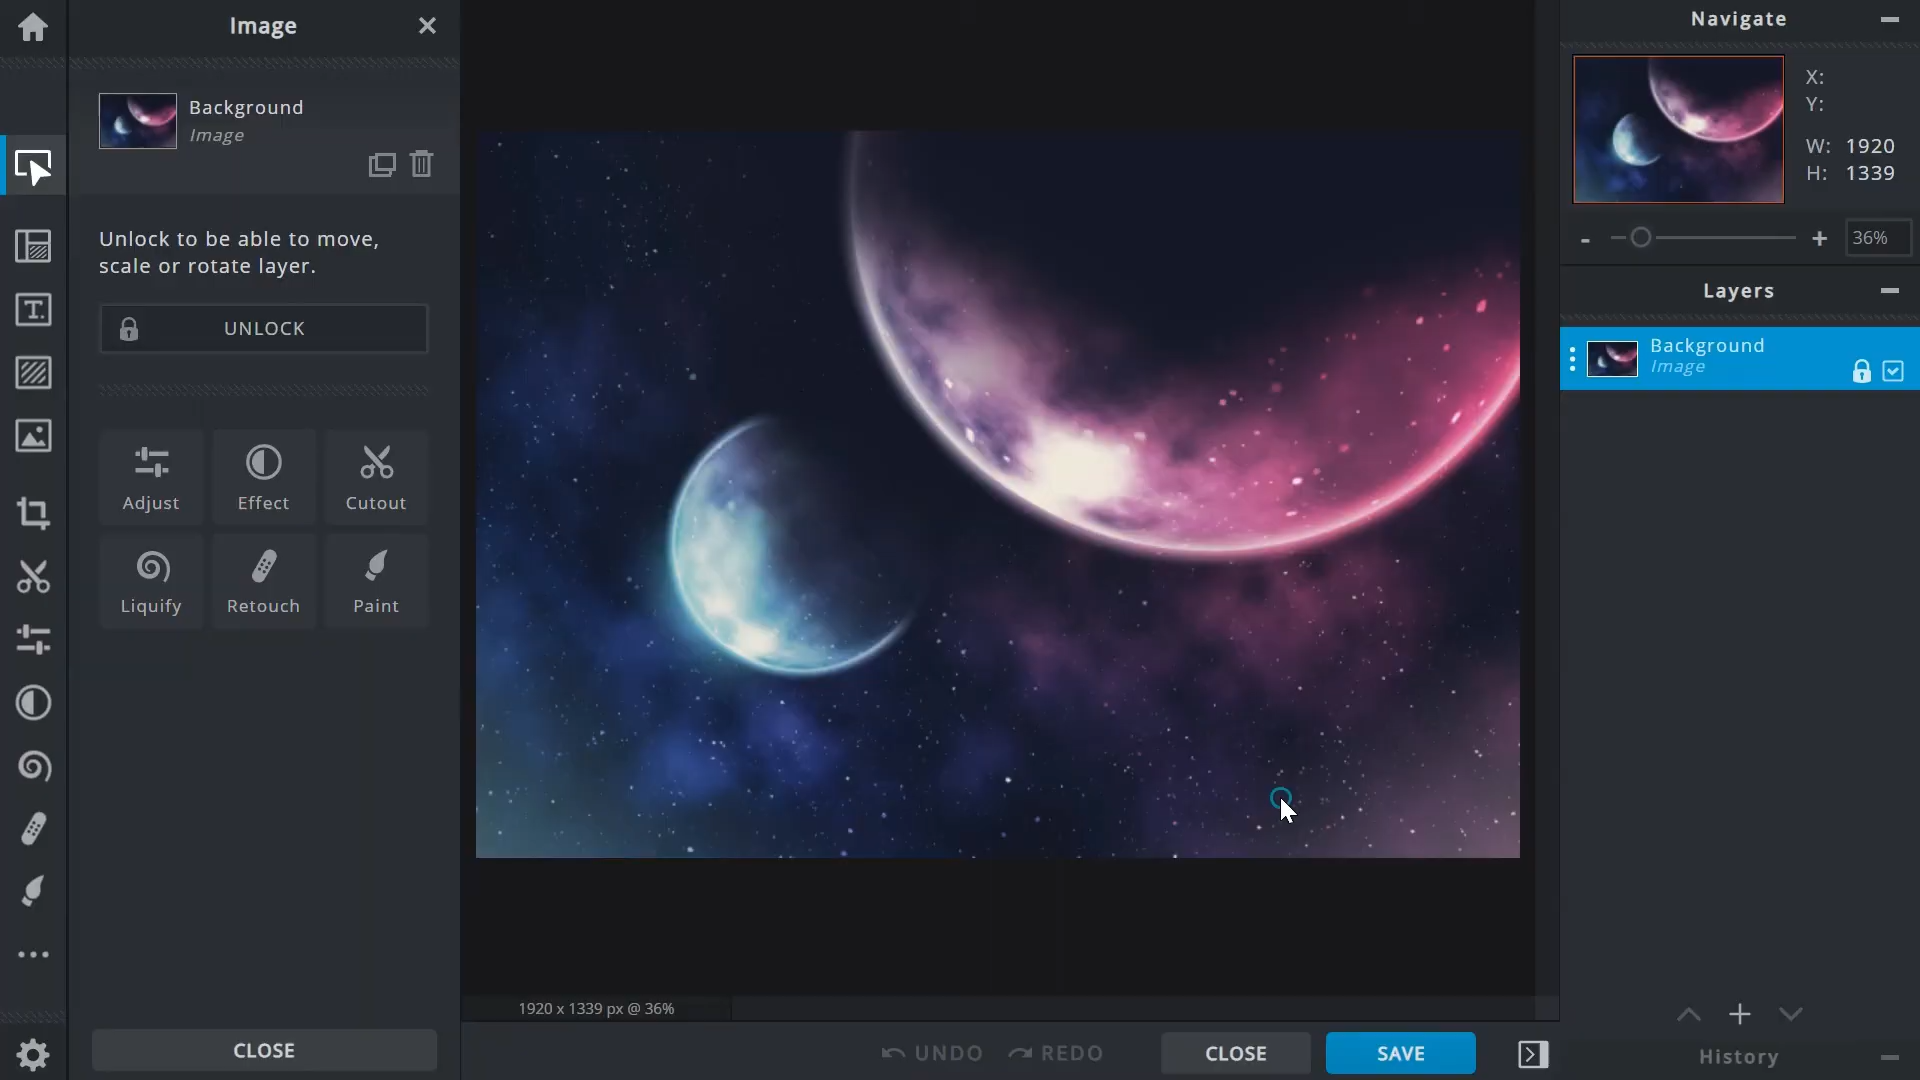 Image
Background
Image
Unlock to be able to move,
scale or rotate layer.
UNLOCK
Adjust
Effect
Cutout
Liquify
Retouch
Paint
CLOSE
1920 x 1339 px @ 36%
UNDO
REDO
CLOSE
SAVE
Navigate
X:
Y:
W: 1920
H: 1339
- + 36%
Layers
Background
Image
History